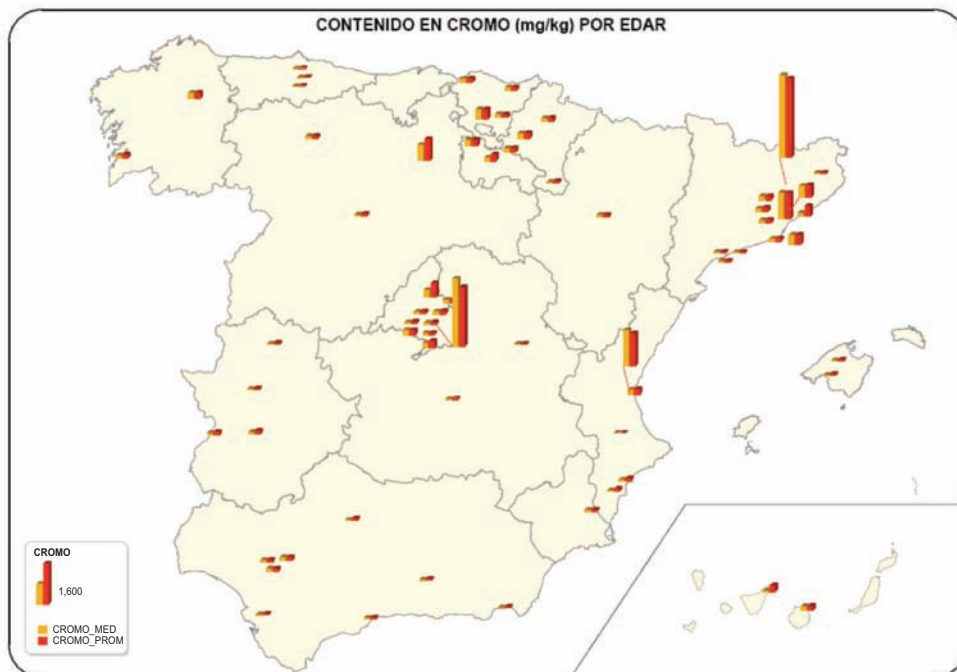 CONTENIDO EN CROMO (mg/kg) POR EDAR
CROMO
1,600
CROMO_MED
CROMO_PROM